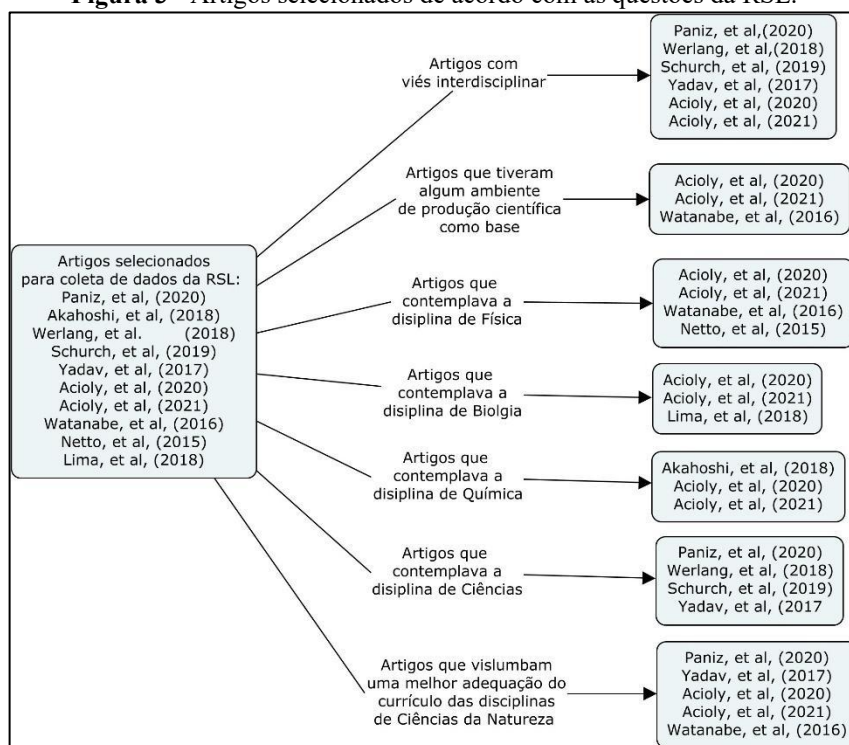 Figura 3 - Artigos selecionados de acordo com as questões da RSL.
Artigos selecionados
para coleta de dados da RSL:
Paniz, et al, (2020)
Akahoshi, et al, (2018)
Werlang, et al. (2018)
Schurch, et al, (2019)
Yadav, et al, (2017)
Acioly, et al, (2020)
Acioly, et al, (2021)
Watanabe, et al, (2016)
Netto, et al, (2015)
Lima, et al, (2018)
Artigos com
viés interdisciplinar
Paniz, et al,(2020)
Werlang, et al,(2018)
Schurch, et al, (2019)
Yadav, et al, (2017)
Acioly, et al, (2020)
Acioly, et al, (2021)
Artigos que tiveram
algum ambiente
de produção científica
como base
Acioly, et al, (2020)
Acioly, et al, (2021)
Watanabe, et al, (2016)
Artigos que
contemplava a
disiplina de Física
Acioly, et al, (2020)
Acioly, et al, (2021)
Watanabe, et al, (2016)
Netto, et al, (2015)
Artigos que
contemplava a
disiplina de Biolgia
Acioly, et al, (2020)
Acioly, et al, (2021)
Lima, et al, (2018)
Artigos que
contemplava a
disiplina de Química
Akahoshi, et al, (2018)
Acioly, et al, (2020)
Acioly, et al, (2021)
Artigos que
contemplava a
disiplina de Ciências
Paniz, et al, (2020)
Werlang, et al, (2018)
Schurch, et al, (2019)
Yadav, et al, (2017
Artigos que vislumbam
uma melhor adequação do
currículo das disciplinas
de Ciências da Natureza
Paniz, et al, (2020)
Yadav, et al, (2017)
Acioly, et al, (2020)
Acioly, et al, (2021)
Watanabe, et al, (2016)